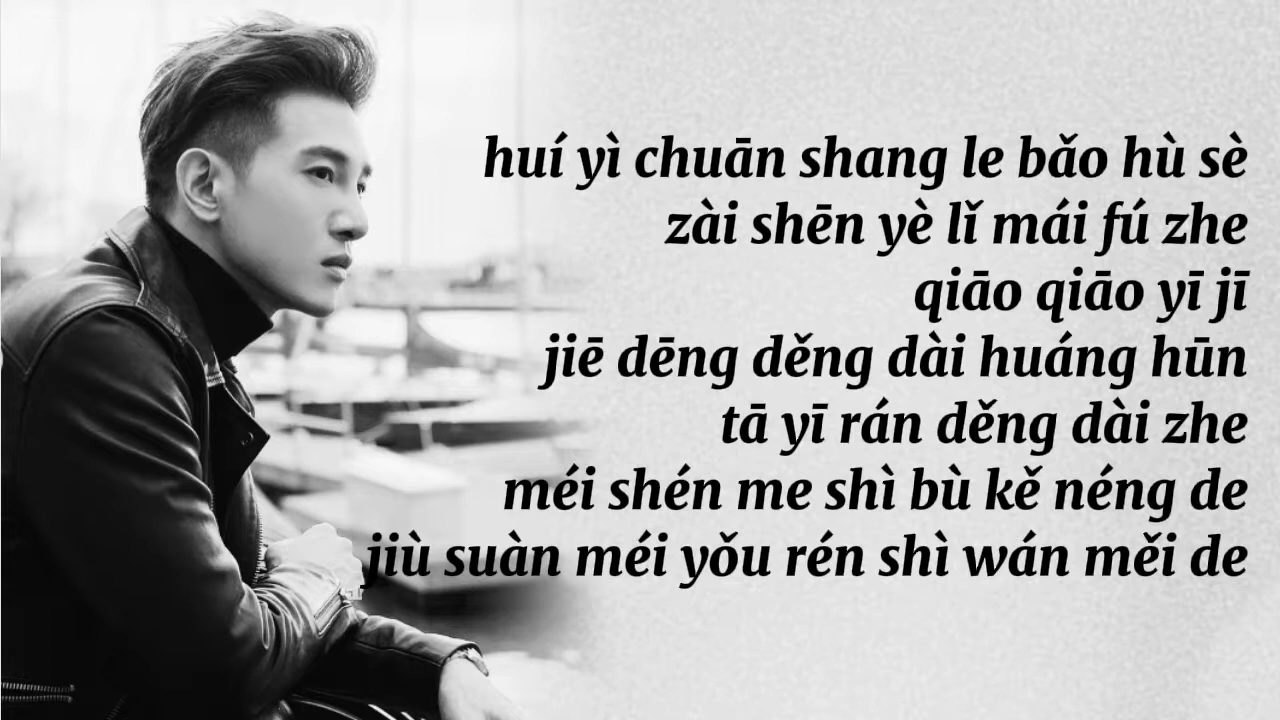 huí yì chuān shang le bǎo hù sè
zài shēn yè lǐ mái fú zhe
qiāo qiāo yī jī
jiē dēng děng dài huáng hūn
tā yī rán děng dài zhe
méi shén me shì bù kě néng de
jiù suàn méi yǒu rén shì wán měi de